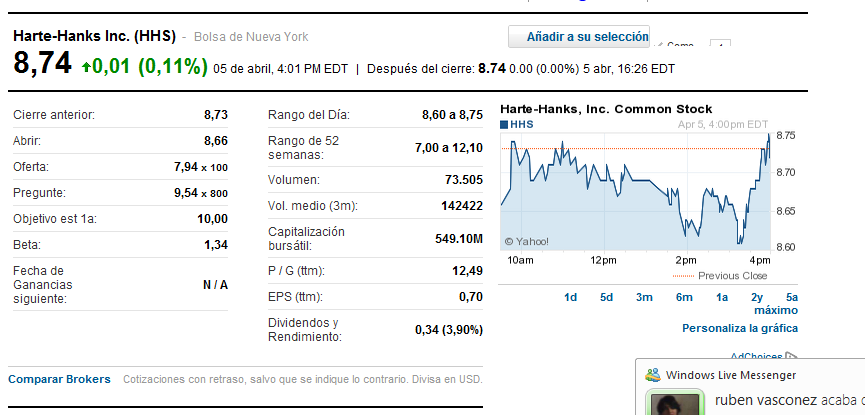 Harte-Hanks Inc. (HHS) - Bolsa de Nueva York
Añadir a su selección
8,74 0,01 (0,11%) 05 de abril, 4:01 PM EDT | Después del cierre: 8.74 0.00 (0.00%) 5 abr, 16:26 EDT
Cierre anterior: 8,73
Abrir: 8,66
Oferta: 7,94 x 100
Pregunte: 9,54 x 800
Objetivo est 1a: 10,00
Beta: 1,34
Fecha de
Ganancias
siguiente: N / A
Rango del Día: 8,60 a 8,75
Rango de 52
semanas: 7,00 a 12,10
Volumen: 73.505
Vol. medio (3m): 142422
Capitalización
bursátil: 549.10M
P / G (ttm): 12,49
EPS (ttm): 0,70
Dividendos y
Rendimiento: 0,34 (3,90%)
Harte-Hanks, Inc. Common Stock
HHS Apr 5, 4:00pm EDT
8.75
8.70
8.65
8.60
© Yahoo!
10am 12pm 2pm 4pm
Previous Close
1d 5d 3m 6m 1a 2y 5a
máximo
Personaliza la gráfica
AdChoices
Comparar Brokers Cotizaciones con retraso, salvo que se indique lo contrario. Divisa en USD.
Windows Live Messenger
ruben vasconez acaba